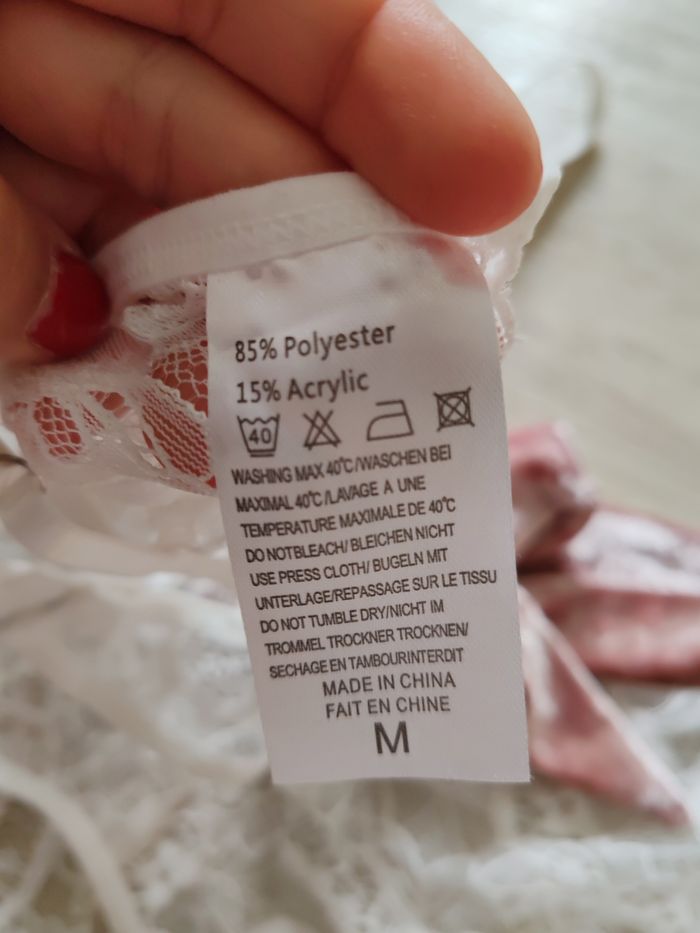 85% Polyester
15% Acrylic
40
WASHING MAX 40℃/WASCHEN BEI
MAXIMAL 40℃/LAVAGE A UNE
TEMPERATURE MAXIMALE DE 40℃
DO NOTBLEACH/ BLEICHEN NICHT
USE PRESS CLOTH/ BUGELN MIT
UNTERLAGE/REPASSAGE SUR LE TISSU
DO NOT TUMBLE DRY/NICHT IM
TROMMEL TROCKNER TROCKNEN/
SECHAGE EN TAMBOURINTERDIT
MADE IN CHINA
FAIT EN CHINE
M